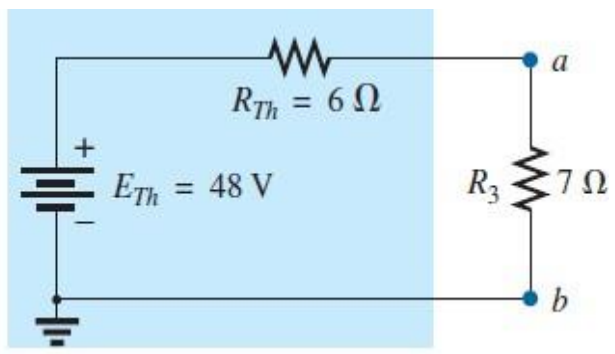 a
R_Th = 6 Ω
+
E_Th = 48 V
R_3 7 Ω
−
b